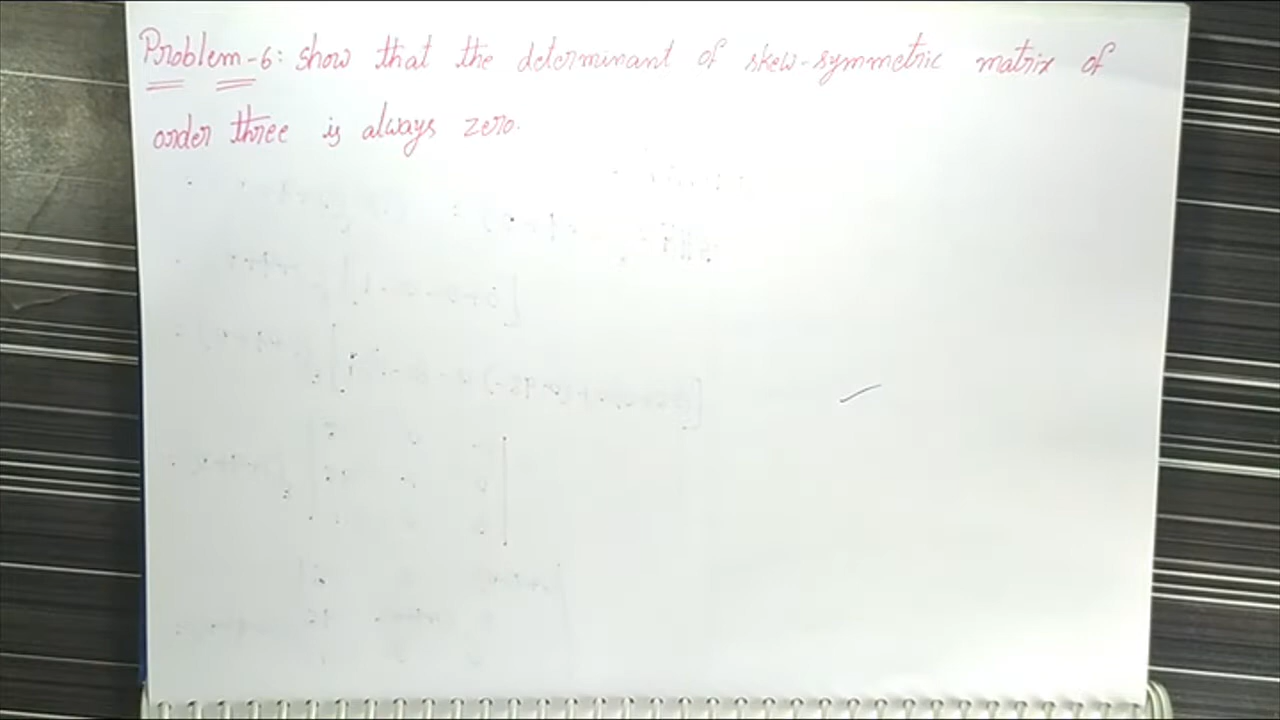 Problem-6: show that the determinant of skew-symmetric matrix of
order three is always zero.